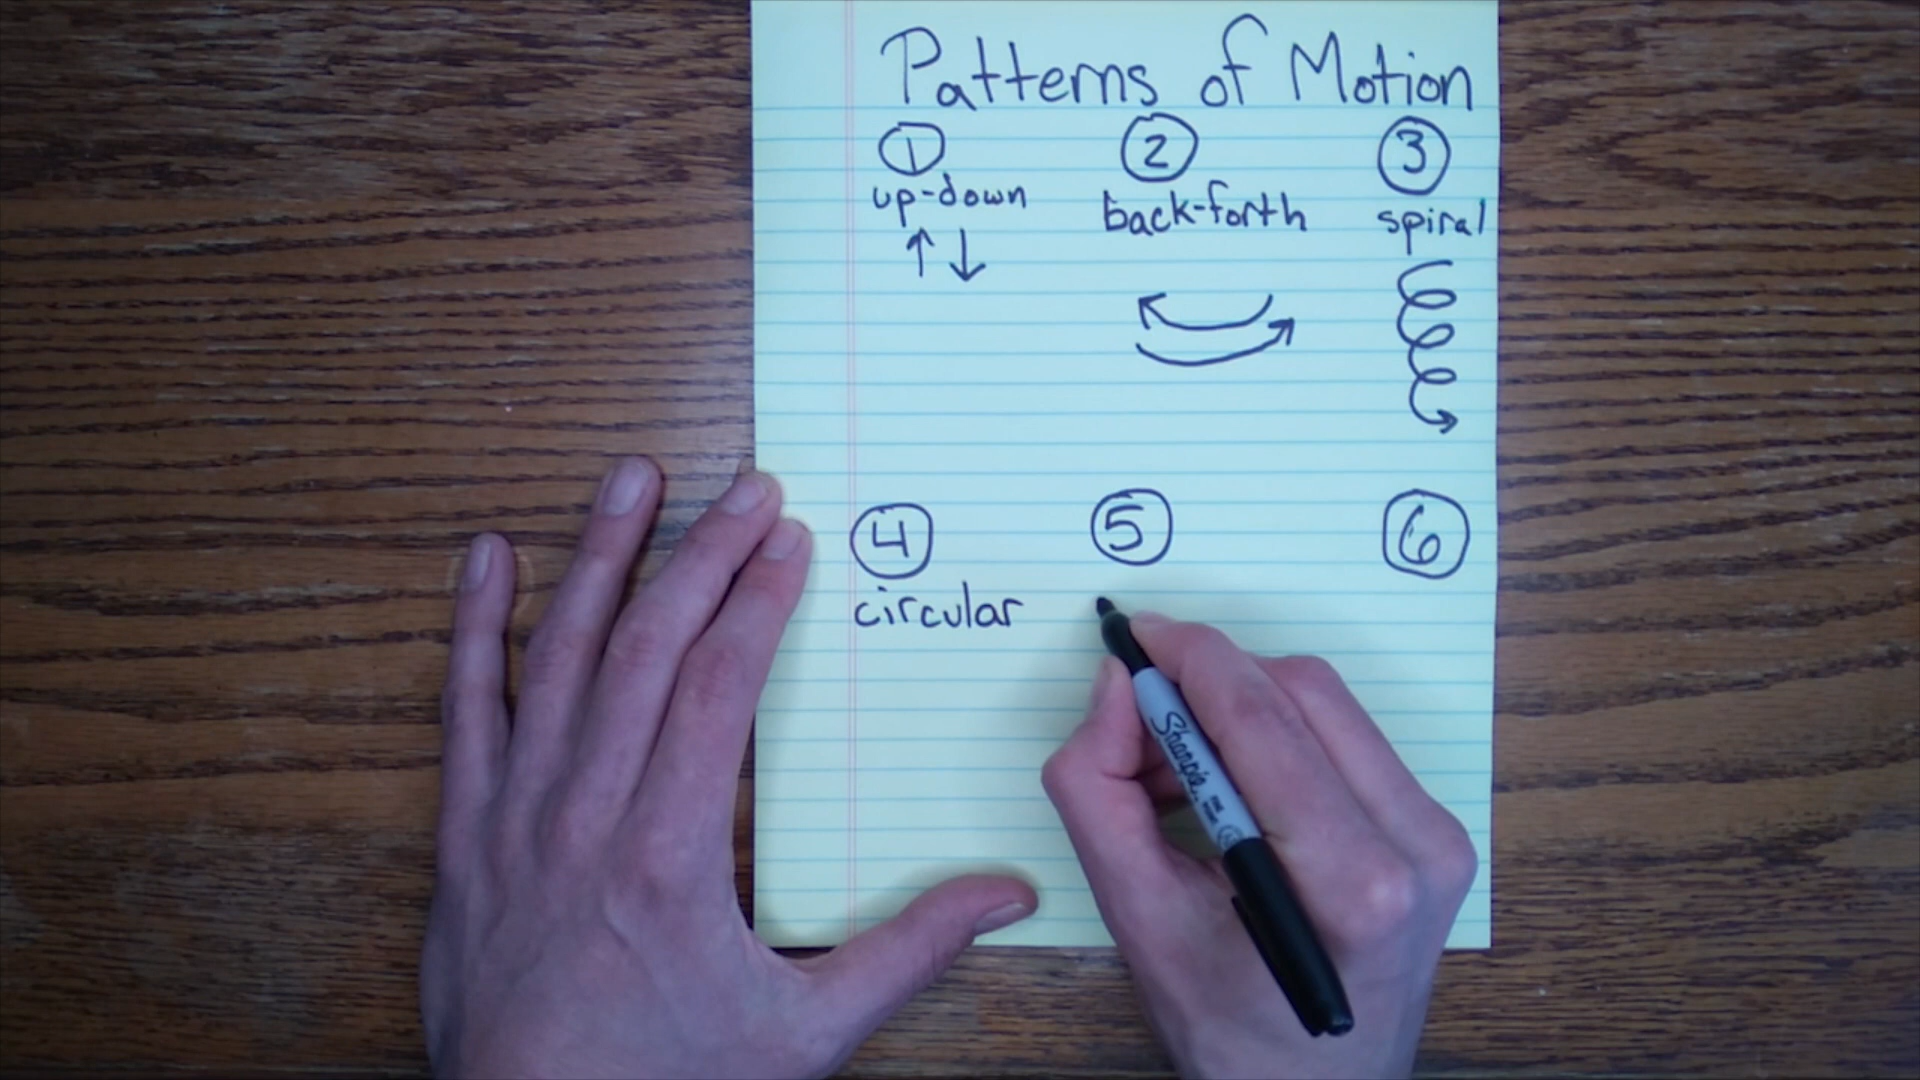 Patterns of Motion
1 2 3
up-down back-forth spiral
4 5 6
circular
Sharpie